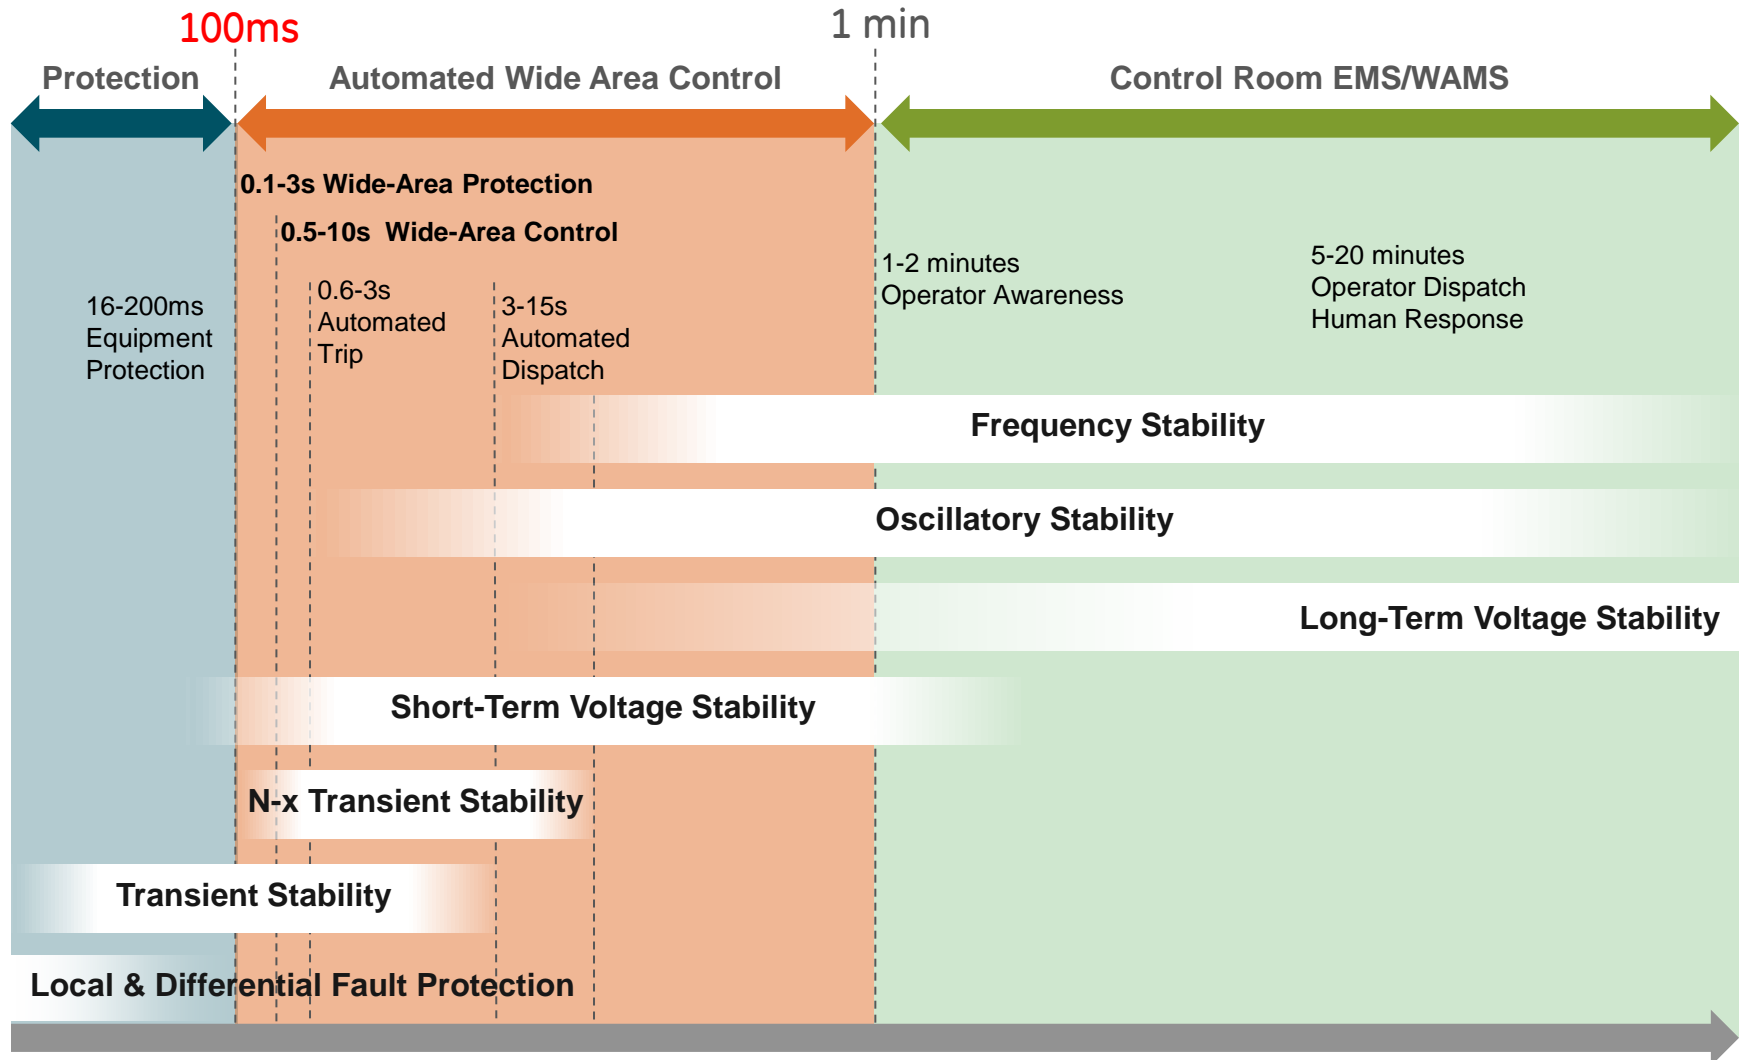 100ms
1 min
Protection
Automated Wide Area Control
Control Room EMS/WAMS
0.1-3s Wide-Area Protection
0.5-10s Wide-Area Control
16-200ms
Equipment
Protection
0.6-3s
Automated
Trip
3-15s
Automated
Dispatch
1-2 minutes
Operator Awareness
5-20 minutes
Operator Dispatch
Human Response
Frequency Stability
Oscillatory Stability
Long-Term Voltage Stability
Short-Term Voltage Stability
N-x Transient Stability
Transient Stability
Local & Differential Fault Protection